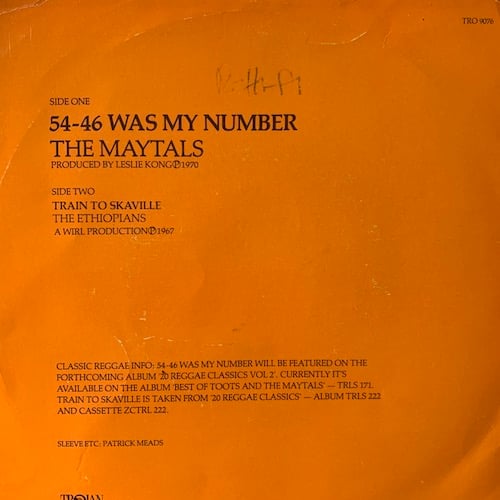 TRO 9076
SIDE ONE
54-46 WAS MY NUMBER
THE MAYTALS
PRODUCED BY LESLIE KONG Ⓟ1970
SIDE TWO
TRAIN TO SKAVILLE
THE ETHIOPIANS
A WIRL PRODUCTION Ⓟ1967
CLASSIC REGGAE INFO: 54-46 WAS MY NUMBER WILL BE FEATURED ON THE
FORTHCOMING ALBUM '20 REGGAE CLASSICS VOL 2'. CURRENTLY IT'S
AVAILABLE ON THE ALBUM 'BEST OF TOOTS AND THE MAYTALS' — TRLS 171.
TRAIN TO SKAVILLE IS TAKEN FROM '20 REGGAE CLASSICS' — ALBUM TRLS 222
AND CASSETTE ZCTRL 222.
SLEEVE ETC: PATRICK MEADS
TROJAN